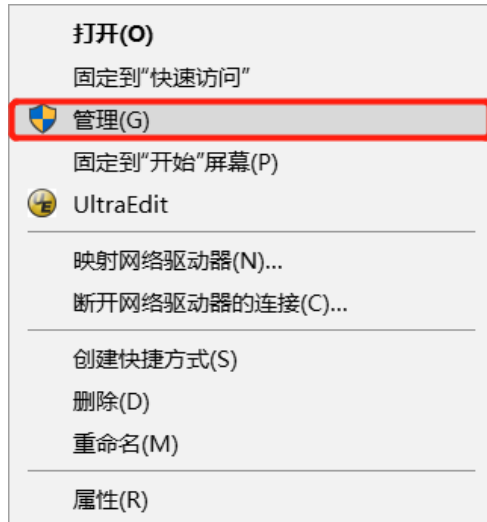 打开(O)
固定到"快速访问"
管理(G)
固定到"开始"屏幕(P)
UltraEdit
映射网络驱动器(N)...
断开网络驱动器的连接(C)...
创建快捷方式(S)
删除(D)
重命名(M)
属性(R)